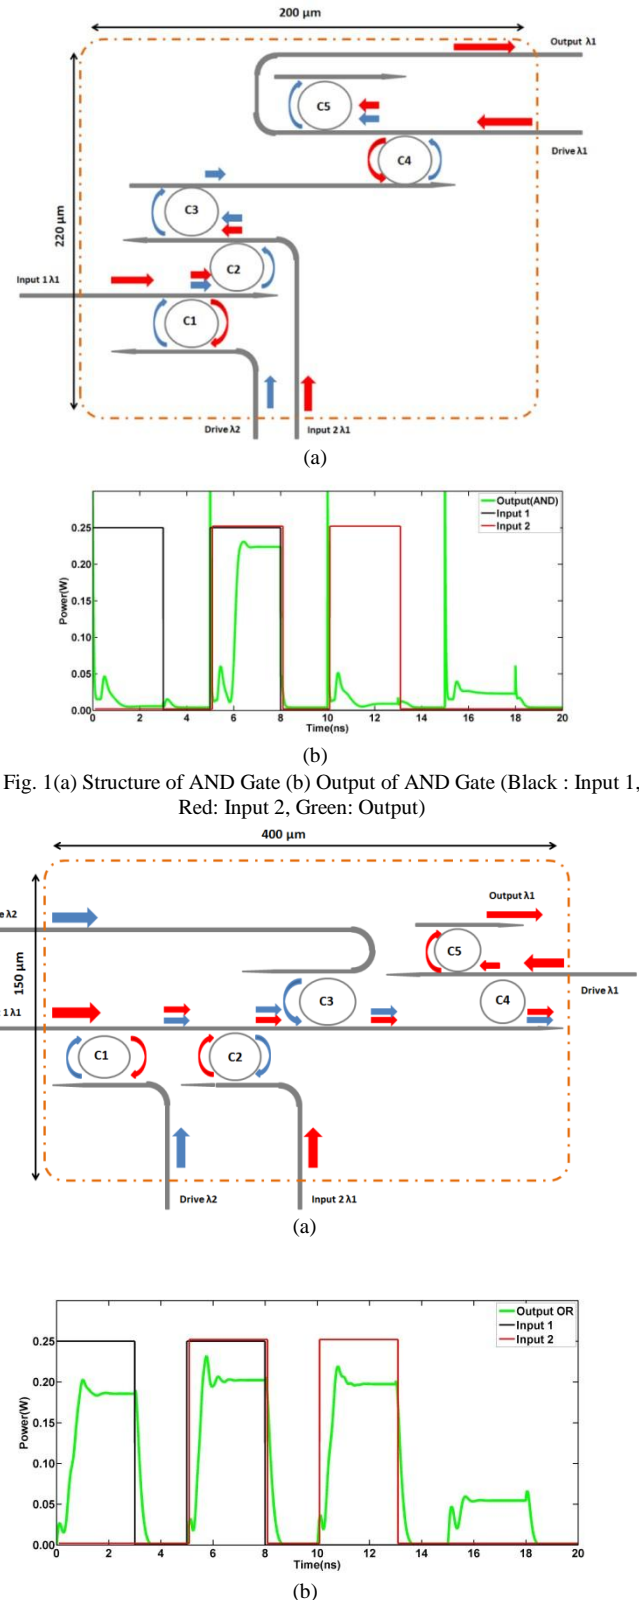 200 μm
Output λ1
C5
Drive λ1
C4
C3
220 μm
C2
Input 1 λ1
C1
Drive λ2
Input 2 λ1
(a)
Output(AND)
Input 1
Input 2
Power(W)
0.25
0.20
0.15
0.10
0.05
0.00
0 2 4 6 8 10 12 14 16 18 20
Time(ns)
(b)
Fig. 1(a) Structure of AND Gate (b) Output of AND Gate (Black : Input 1,
Red: Input 2, Green: Output)
400 μm
e λ2
Output λ1
C5
150 μm
Drive λ1
C3
C4
1 λ1
C1
C2
Drive λ2
Input 2 λ1
(a)
Output OR
Input 1
Input 2
Power(W)
0.25
0.20
0.15
0.10
0.05
0.00
0 2 4 6 8 10 12 14 16 18 20
Time(ns)
(b)